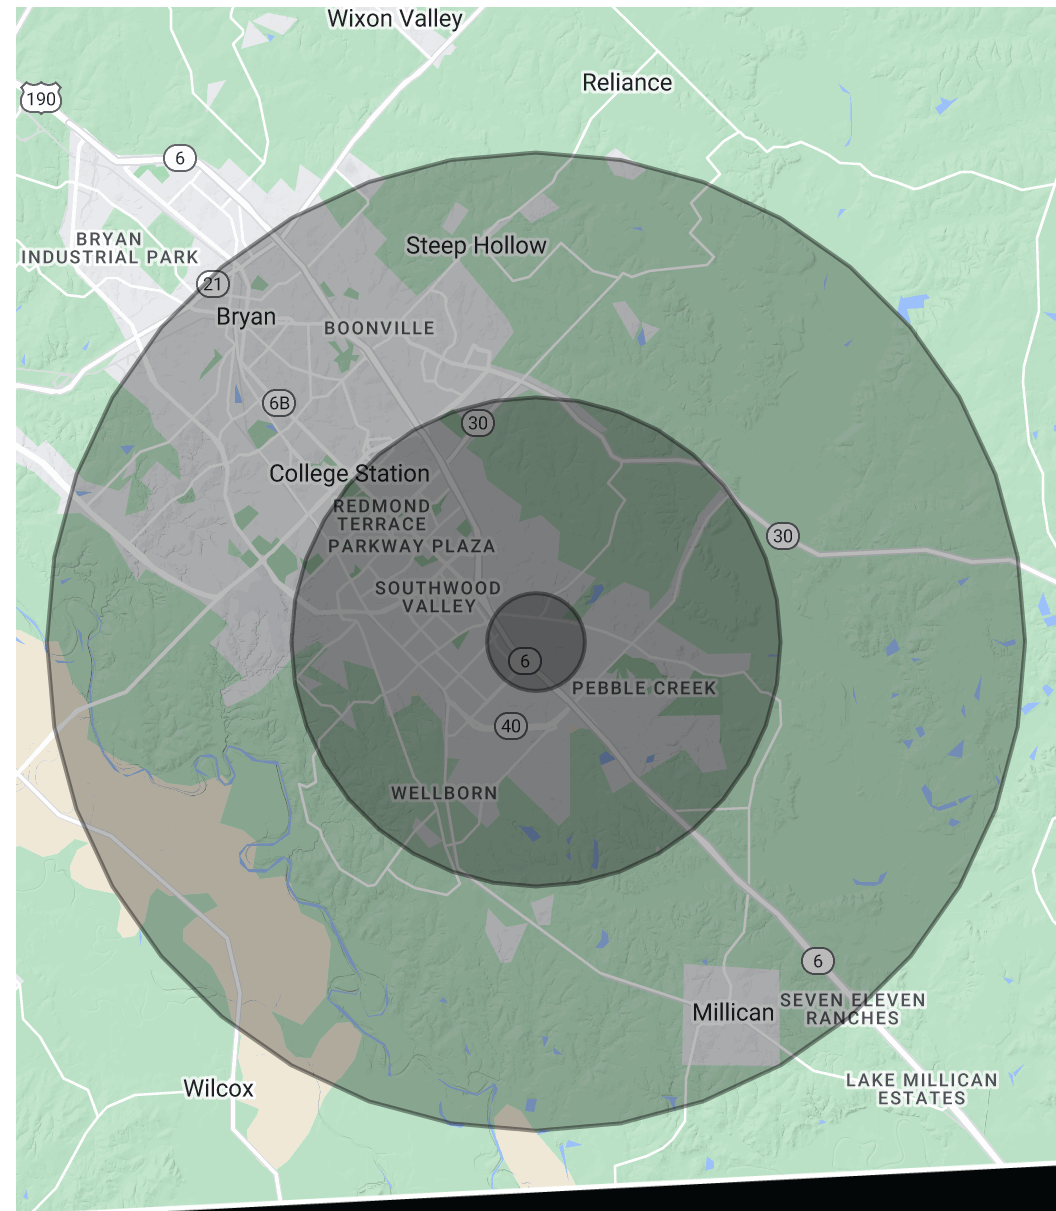 Wixon Valley
Reliance
190
6
BRYAN
INDUSTRIAL PARK
Steep Hollow
21
Bryan
BOONVILLE
6B
30
College Station
REDMOND
TERRACE
PARKWAY PLAZA
30
SOUTHWOOD
VALLEY
6
PEBBLE CREEK
40
WELLBORN
6
SEVEN ELEVEN
RANCHES
Millican
LAKE MILLICAN
ESTATES
Wilcox